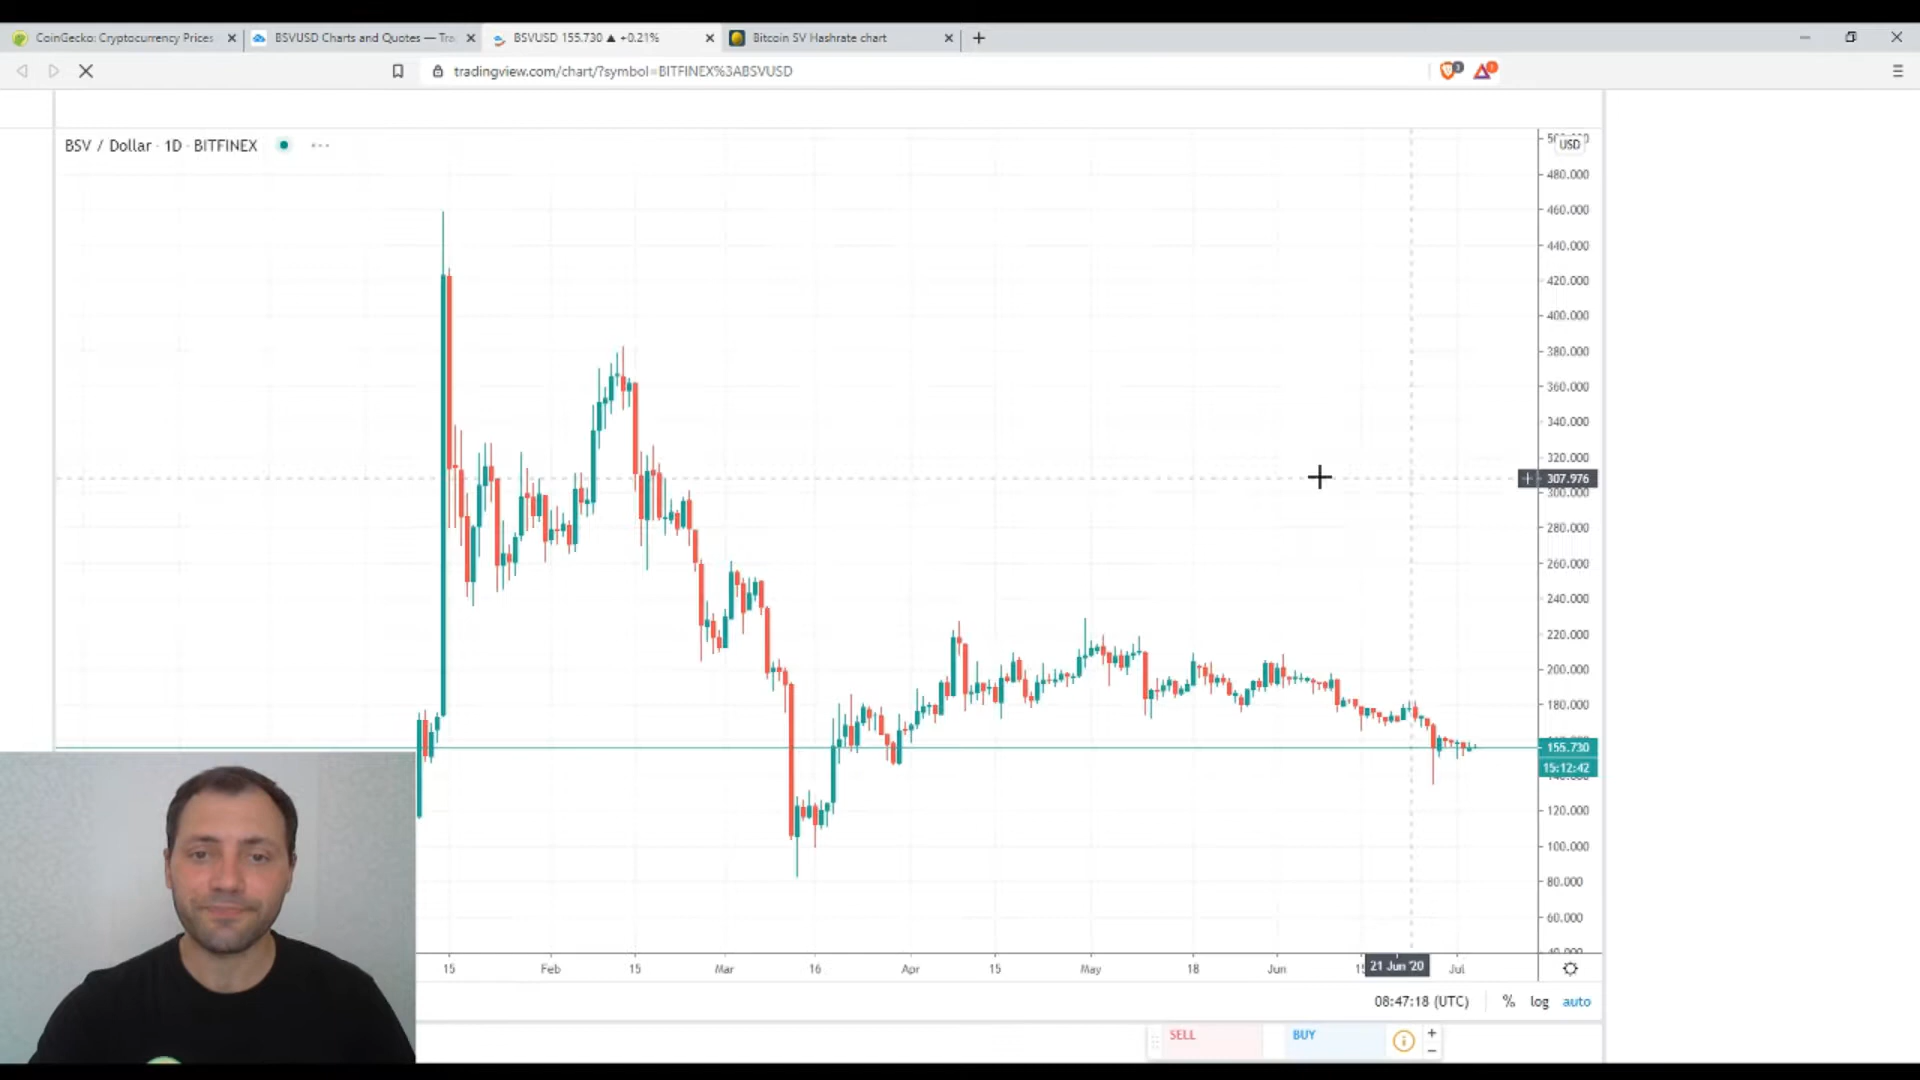 CoinGecko: Cryptocurrency Prices
BSVUSD Charts and Quotes — Tra
BSVUSD 155.730 ▲ +0.21%
Bitcoin SV Hashrate chart
tradingview.com/chart/?symbol=BITFINEX%3ABSVUSD
3
1
BSV / Dollar · 1D · BITFINEX
USD
480.000
460.000
440.000
420.000
400.000
380.000
360.000
340.000
320.000
307.976
300.000
280.000
260.000
240.000
220.000
200.000
180.000
155.730
15:12:42
120.000
100.000
80.000
60.000
15 Feb 15 Mar 16 Apr 15 May 18 Jun 21 Jun '20 Jul
08:47:18 (UTC) % log auto
SELL BUY